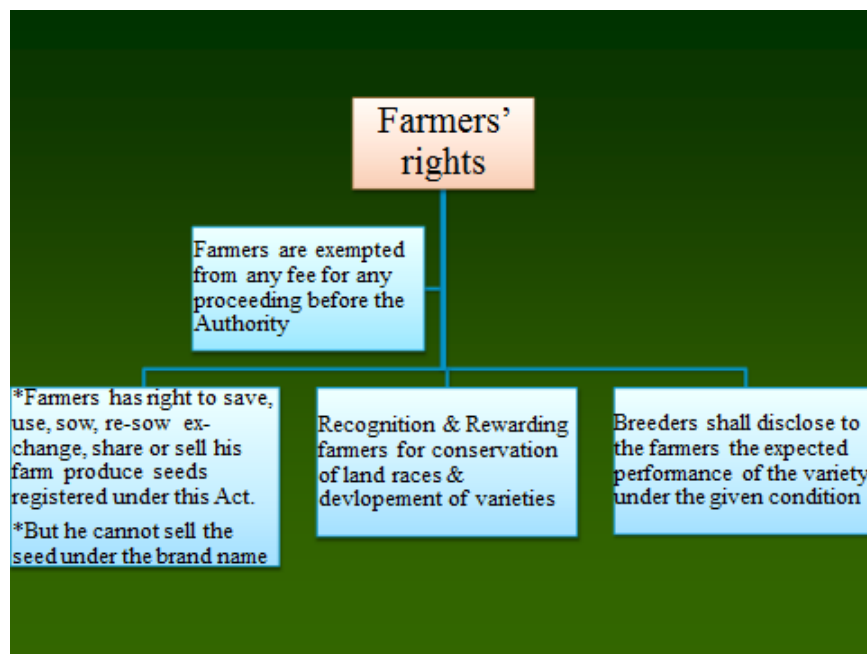 Farmers’
rights
Farmers are exempted
from any fee for any
proceeding before the
Authority
*Farmers has right to save,
use, sow, re-sow ex-
change, share or sell his
farm produce seeds
registered under this Act.
*But he cannot sell the
seed under the brand name
Recognition & Rewarding
farmers for conservation
of land races &
devlopement of varieties
Breeders shall disclose to
the farmers the expected
performance of the variety
under the given condition